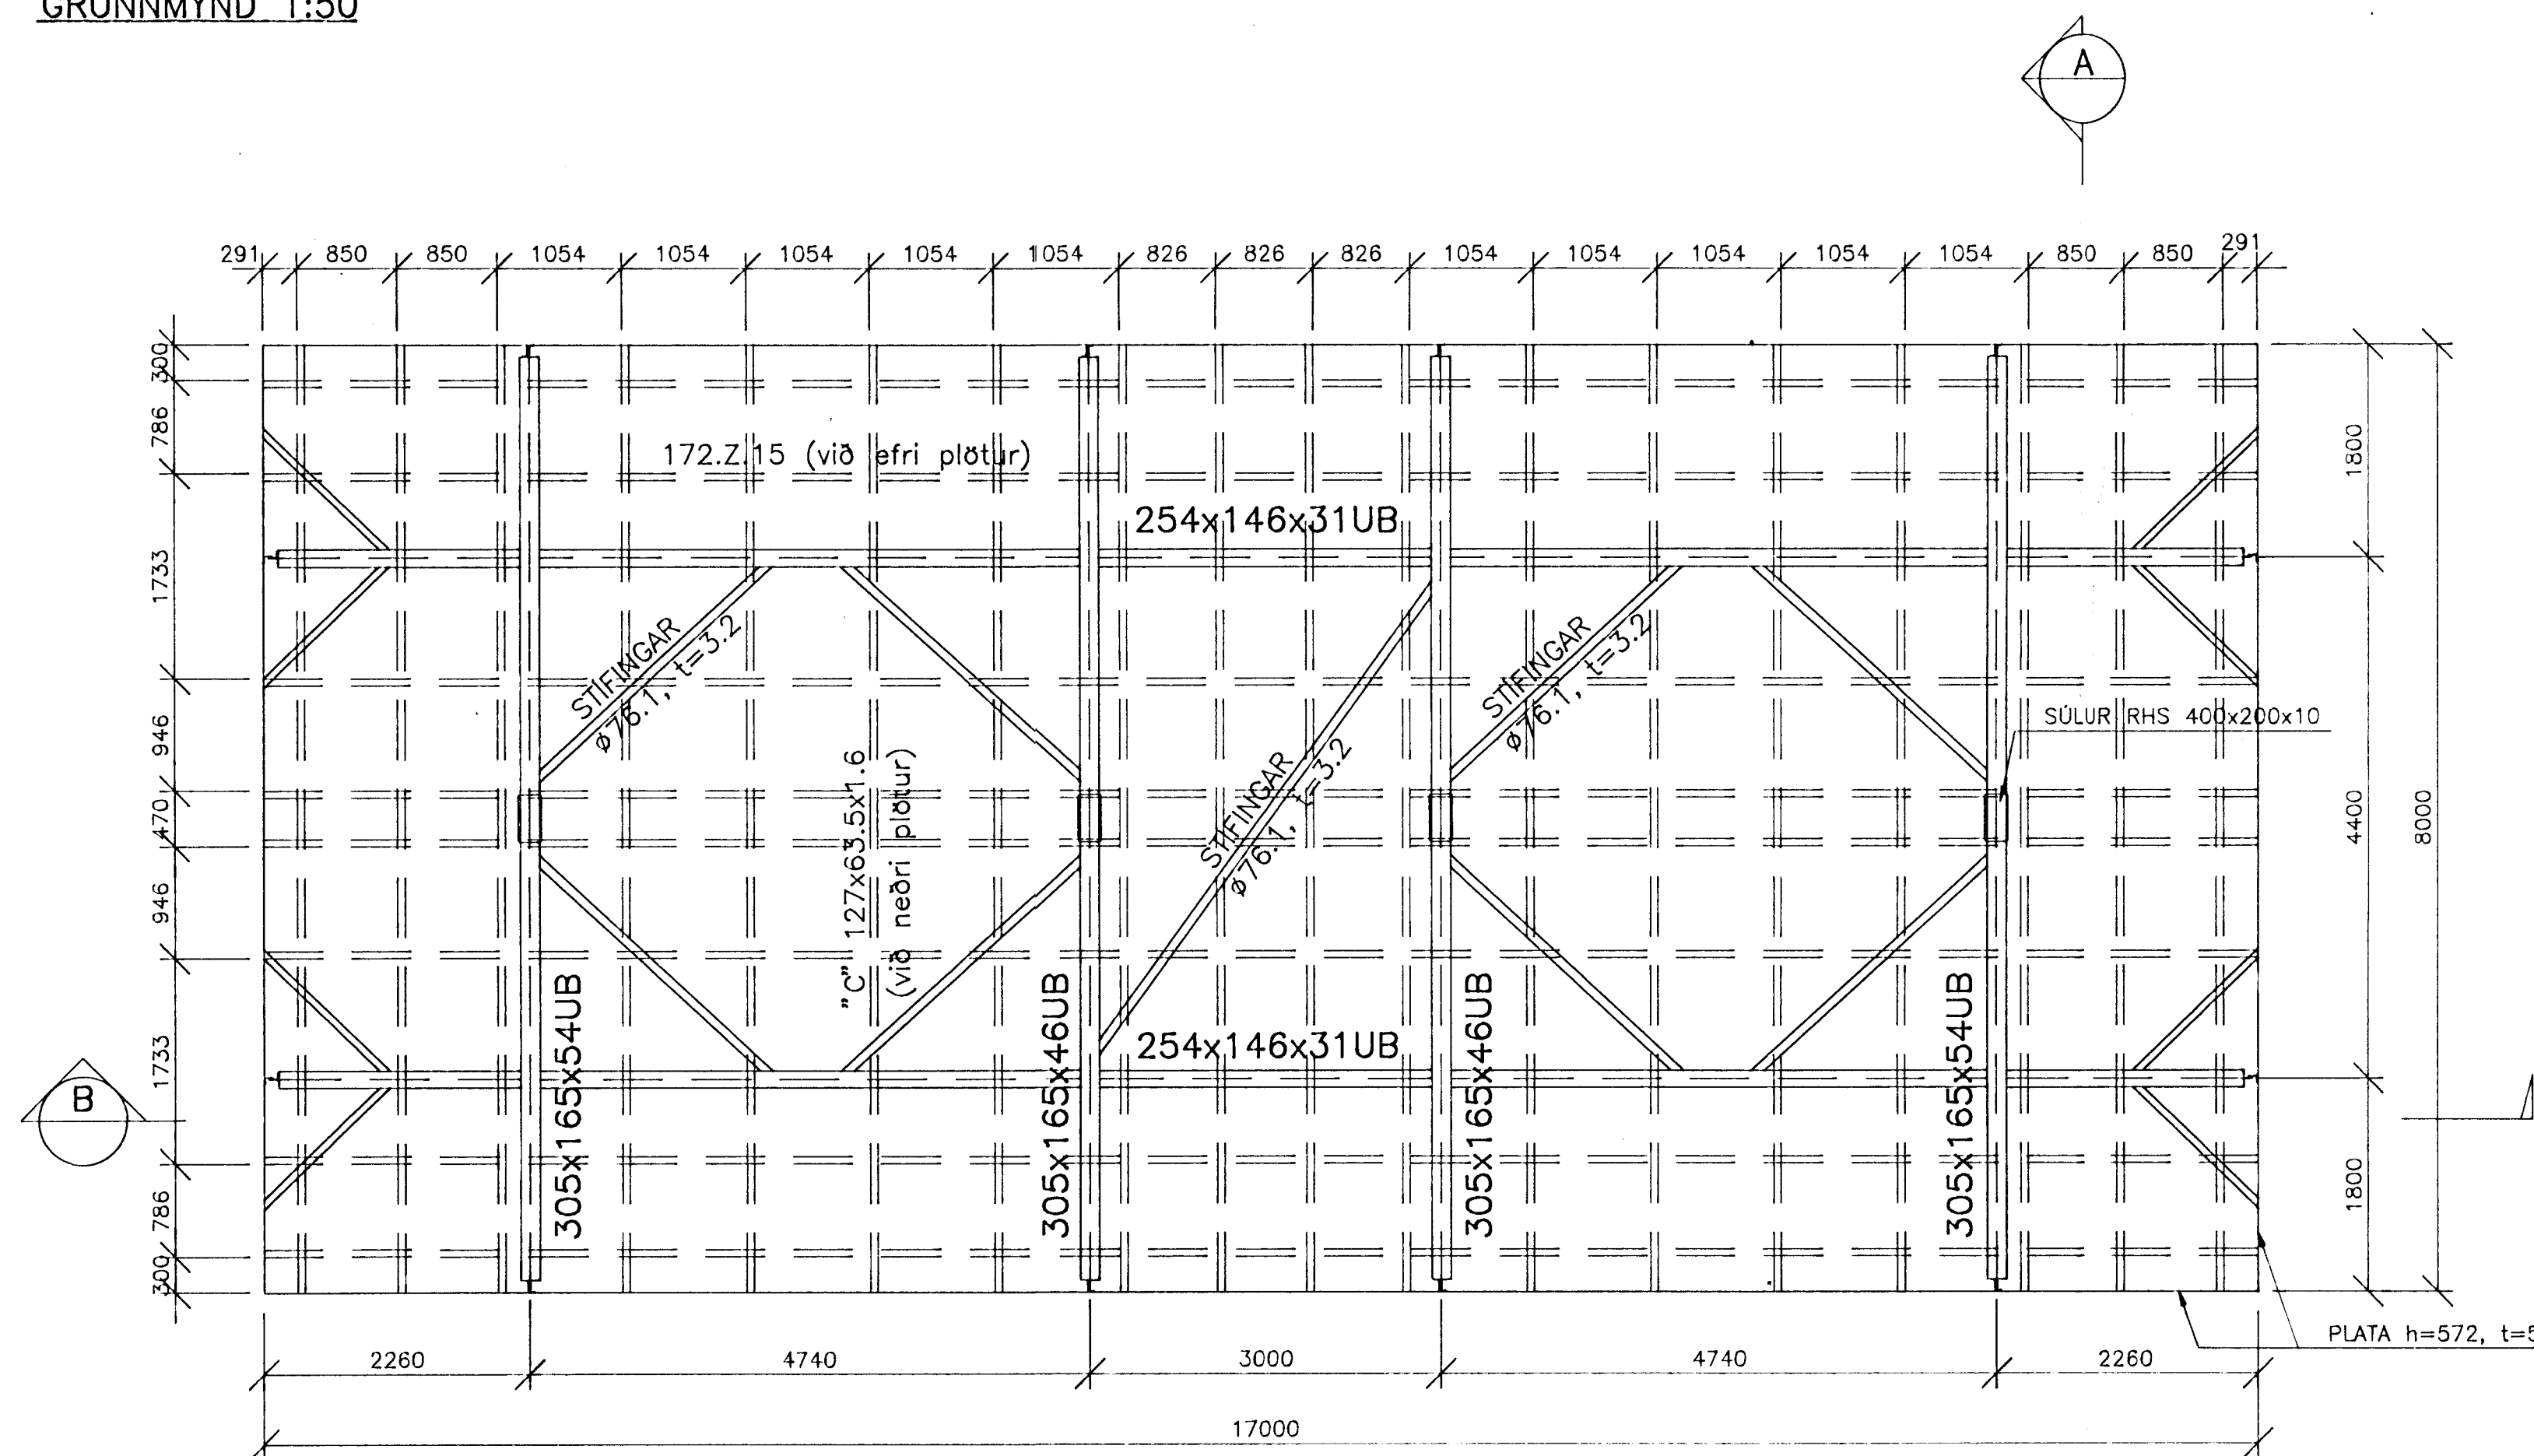 GRUNNMYND 1:50
A
291 850 850 1054 1054 1054 1054 1054 826 826 826 1054 1054 1054 1054 1054 850 850 291
300
786
1733
946
470
946
1733
786
300
172.Z.15 (við efri plötur)
254x146x31UB
STÍFINGAR
ø76.1, t=3.2
STÍFINGAR
ø76.1, t=3.2
STÍFINGAR
ø76.1, t=3.2
SÚLUR RHS 400x200x10
"C" 127x63.5x1.6
(við neðri plötur)
305x165x54UB
305x165x46UB
254x146x31UB
305x165x46UB
305x165x54UB
1800
4400
1800
8000
B
PLATA h=572, t=5
2260 4740 3000 4740 2260
17000